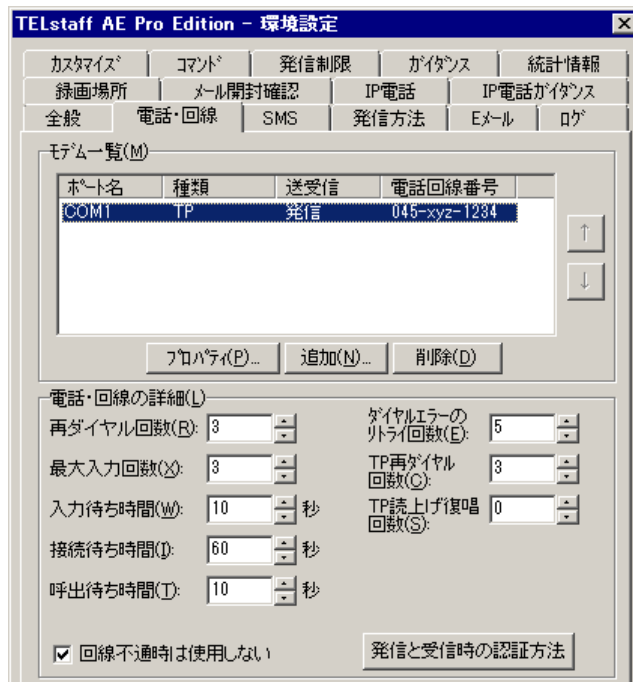 TELstaff AE Pro Edition - 環境設定
ｶｽﾀﾏｲｽﾞ ｺﾏﾝﾄﾞ 発信制限 ｶﾞｲﾀﾞﾝｽ 統計情報
録画場所 ﾒｰﾙ開封確認 IP電話 IP電話ｶﾞｲﾀﾞﾝｽ
全般 電話・回線 SMS 発信方法 Eﾒｰﾙ ﾛｸﾞ
ﾓﾃﾞﾑ一覧(M)
ﾎﾟｰﾄ名 種類 送受信 電話回線番号
COM1 TP 発信 045-xyz-1234
↑
↓
ﾌﾟﾛﾊﾟﾃｨ(P)... 追加(N)... 削除(D)
電話・回線の詳細(L)
再ダイヤル回数(R): 3
最大入力回数(X): 3
入力待ち時間(W): 10 秒
接続待ち時間(I): 60 秒
呼出待ち時間(T): 10 秒
ﾀﾞｲﾔﾙｴﾗｰの
ﾘﾄﾗｲ回数(E): 5
TP再ﾀﾞｲﾔﾙ
回数(C): 3
TP読上げ復唱
回数(S): 0
回線不通時は使用しない
発信と受信時の認証方法